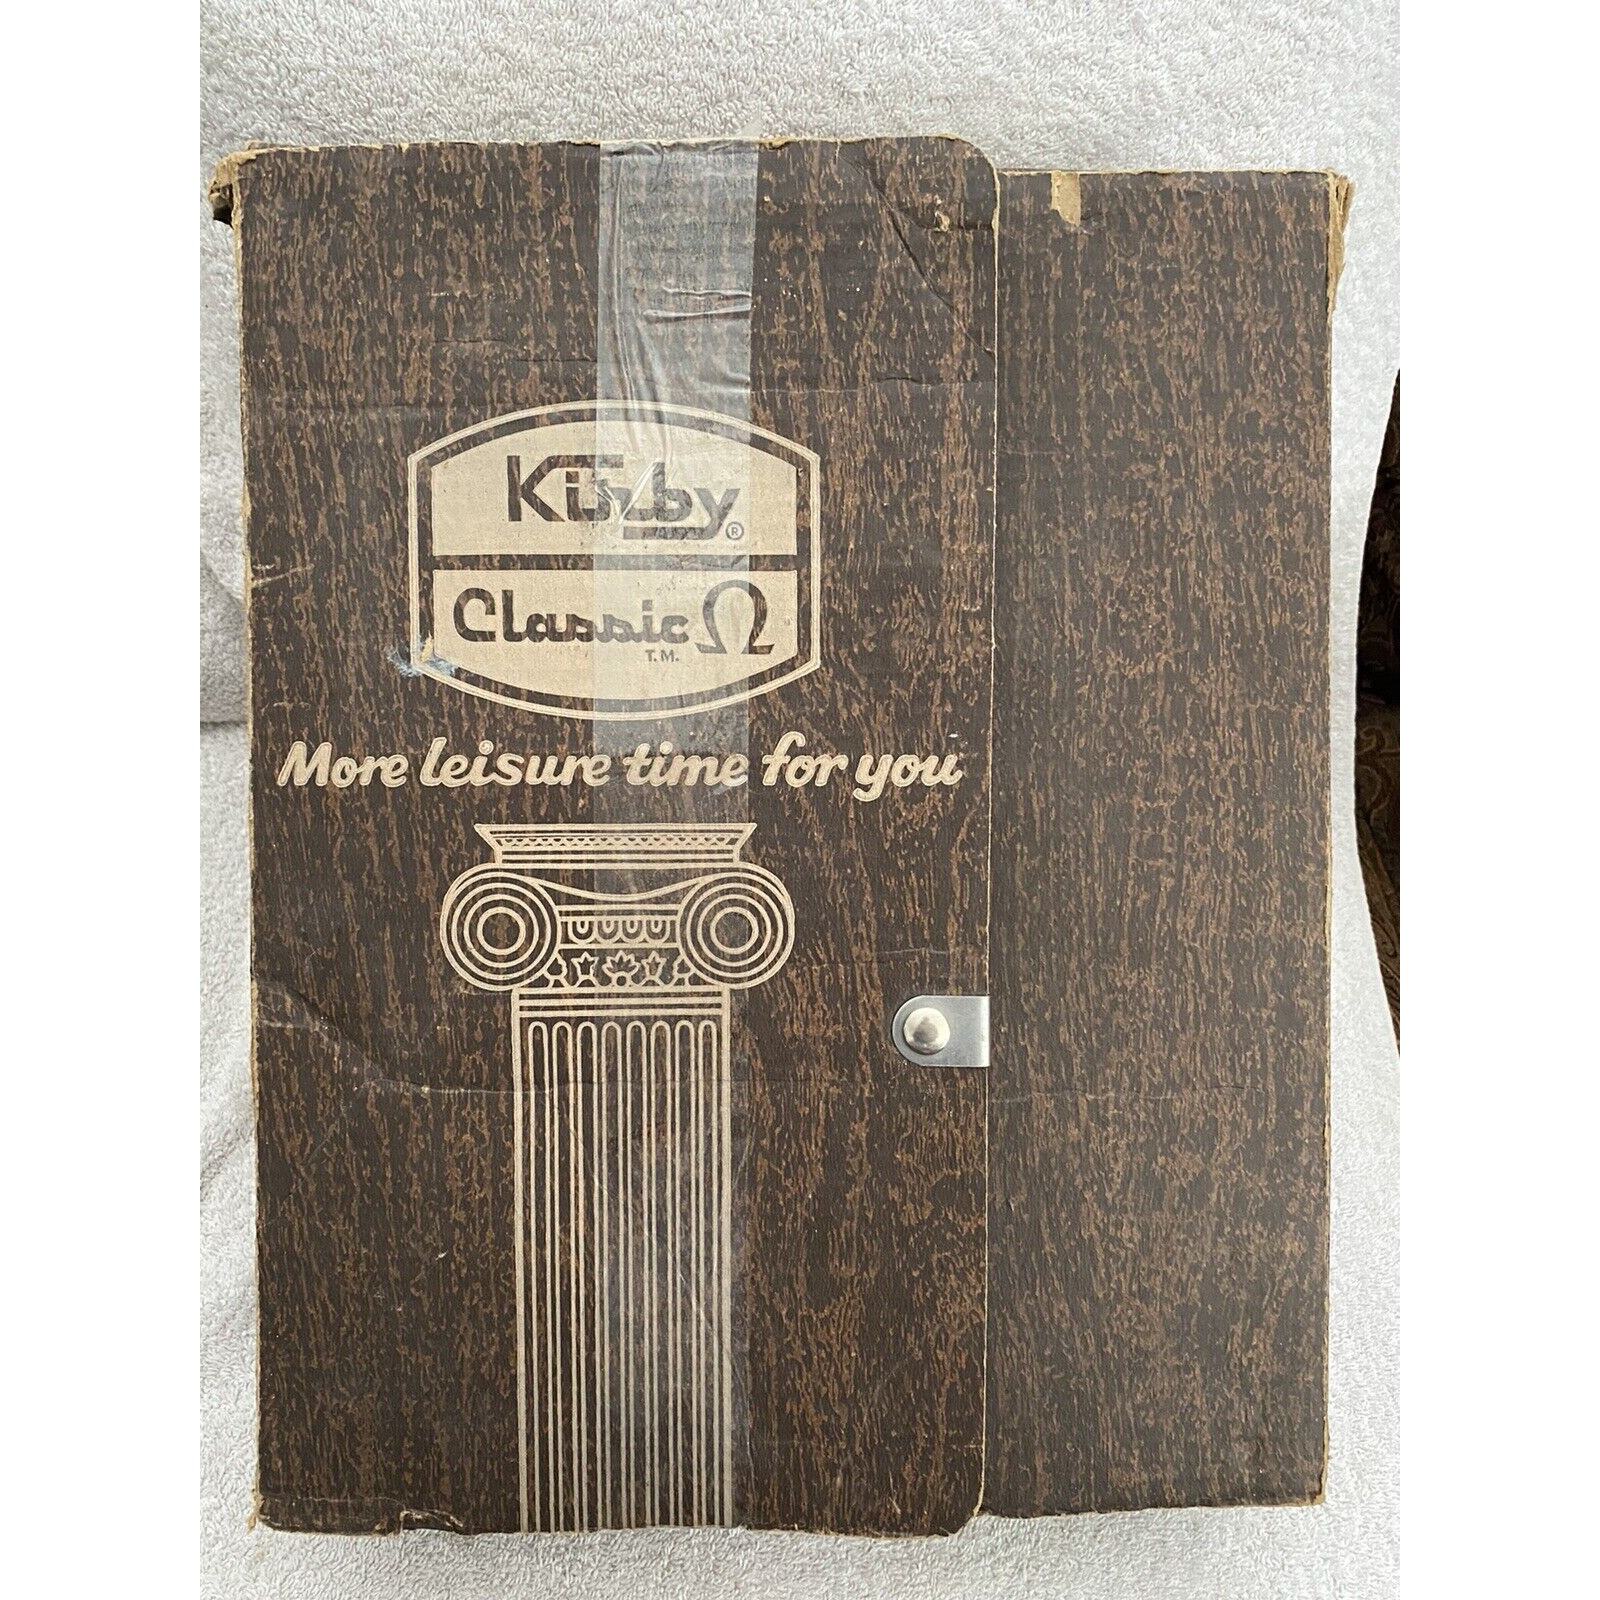 Kirby®
Classic Ω
T.M.
More leisure time for you